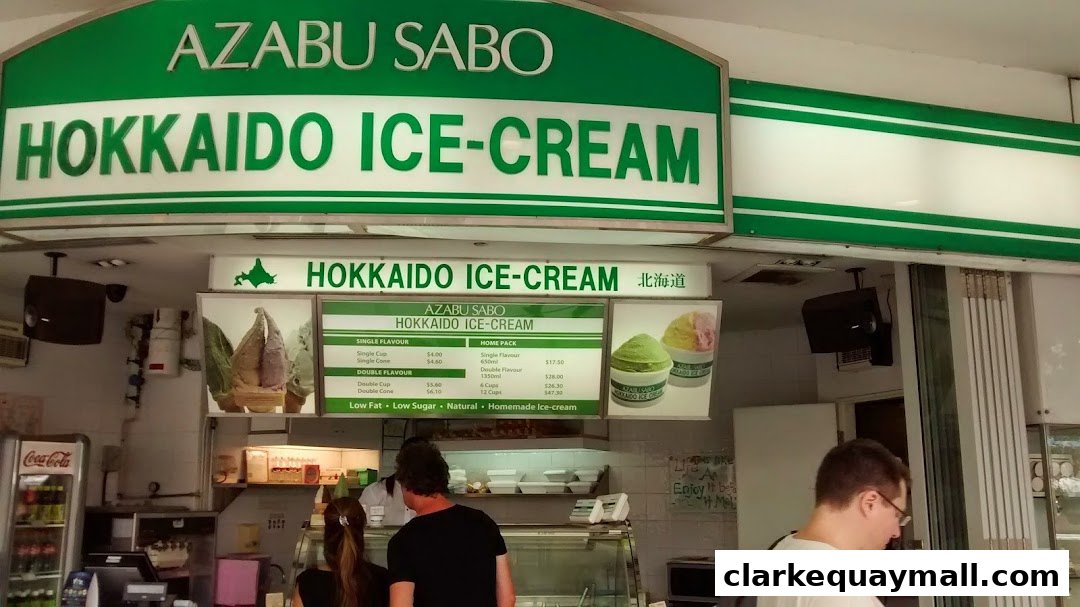 AZABU SABO
HOKKAIDO ICE-CREAM
HOKKAIDO ICE-CREAM 北海道
AZABU SABO
HOKKAIDO ICE-CREAM
SINGLE FLAVOUR
Single Cup $4.00
Single Cone $4.60
DOUBLE FLAVOUR
Double Cup $5.60
Double Cone $6.10
HOME PACK
Single Flavour
650ml $17.50
Double Flavour
1350ml $28.00
6 Cups $26.30
12 Cups $47.30
Low Fat • Low Sugar • Natural • Homemade Ice-cream
AZABU SABO
HOKKAIDO ICE-CREAM
Coca-Cola
Enjoy it
clarkequaymall.com